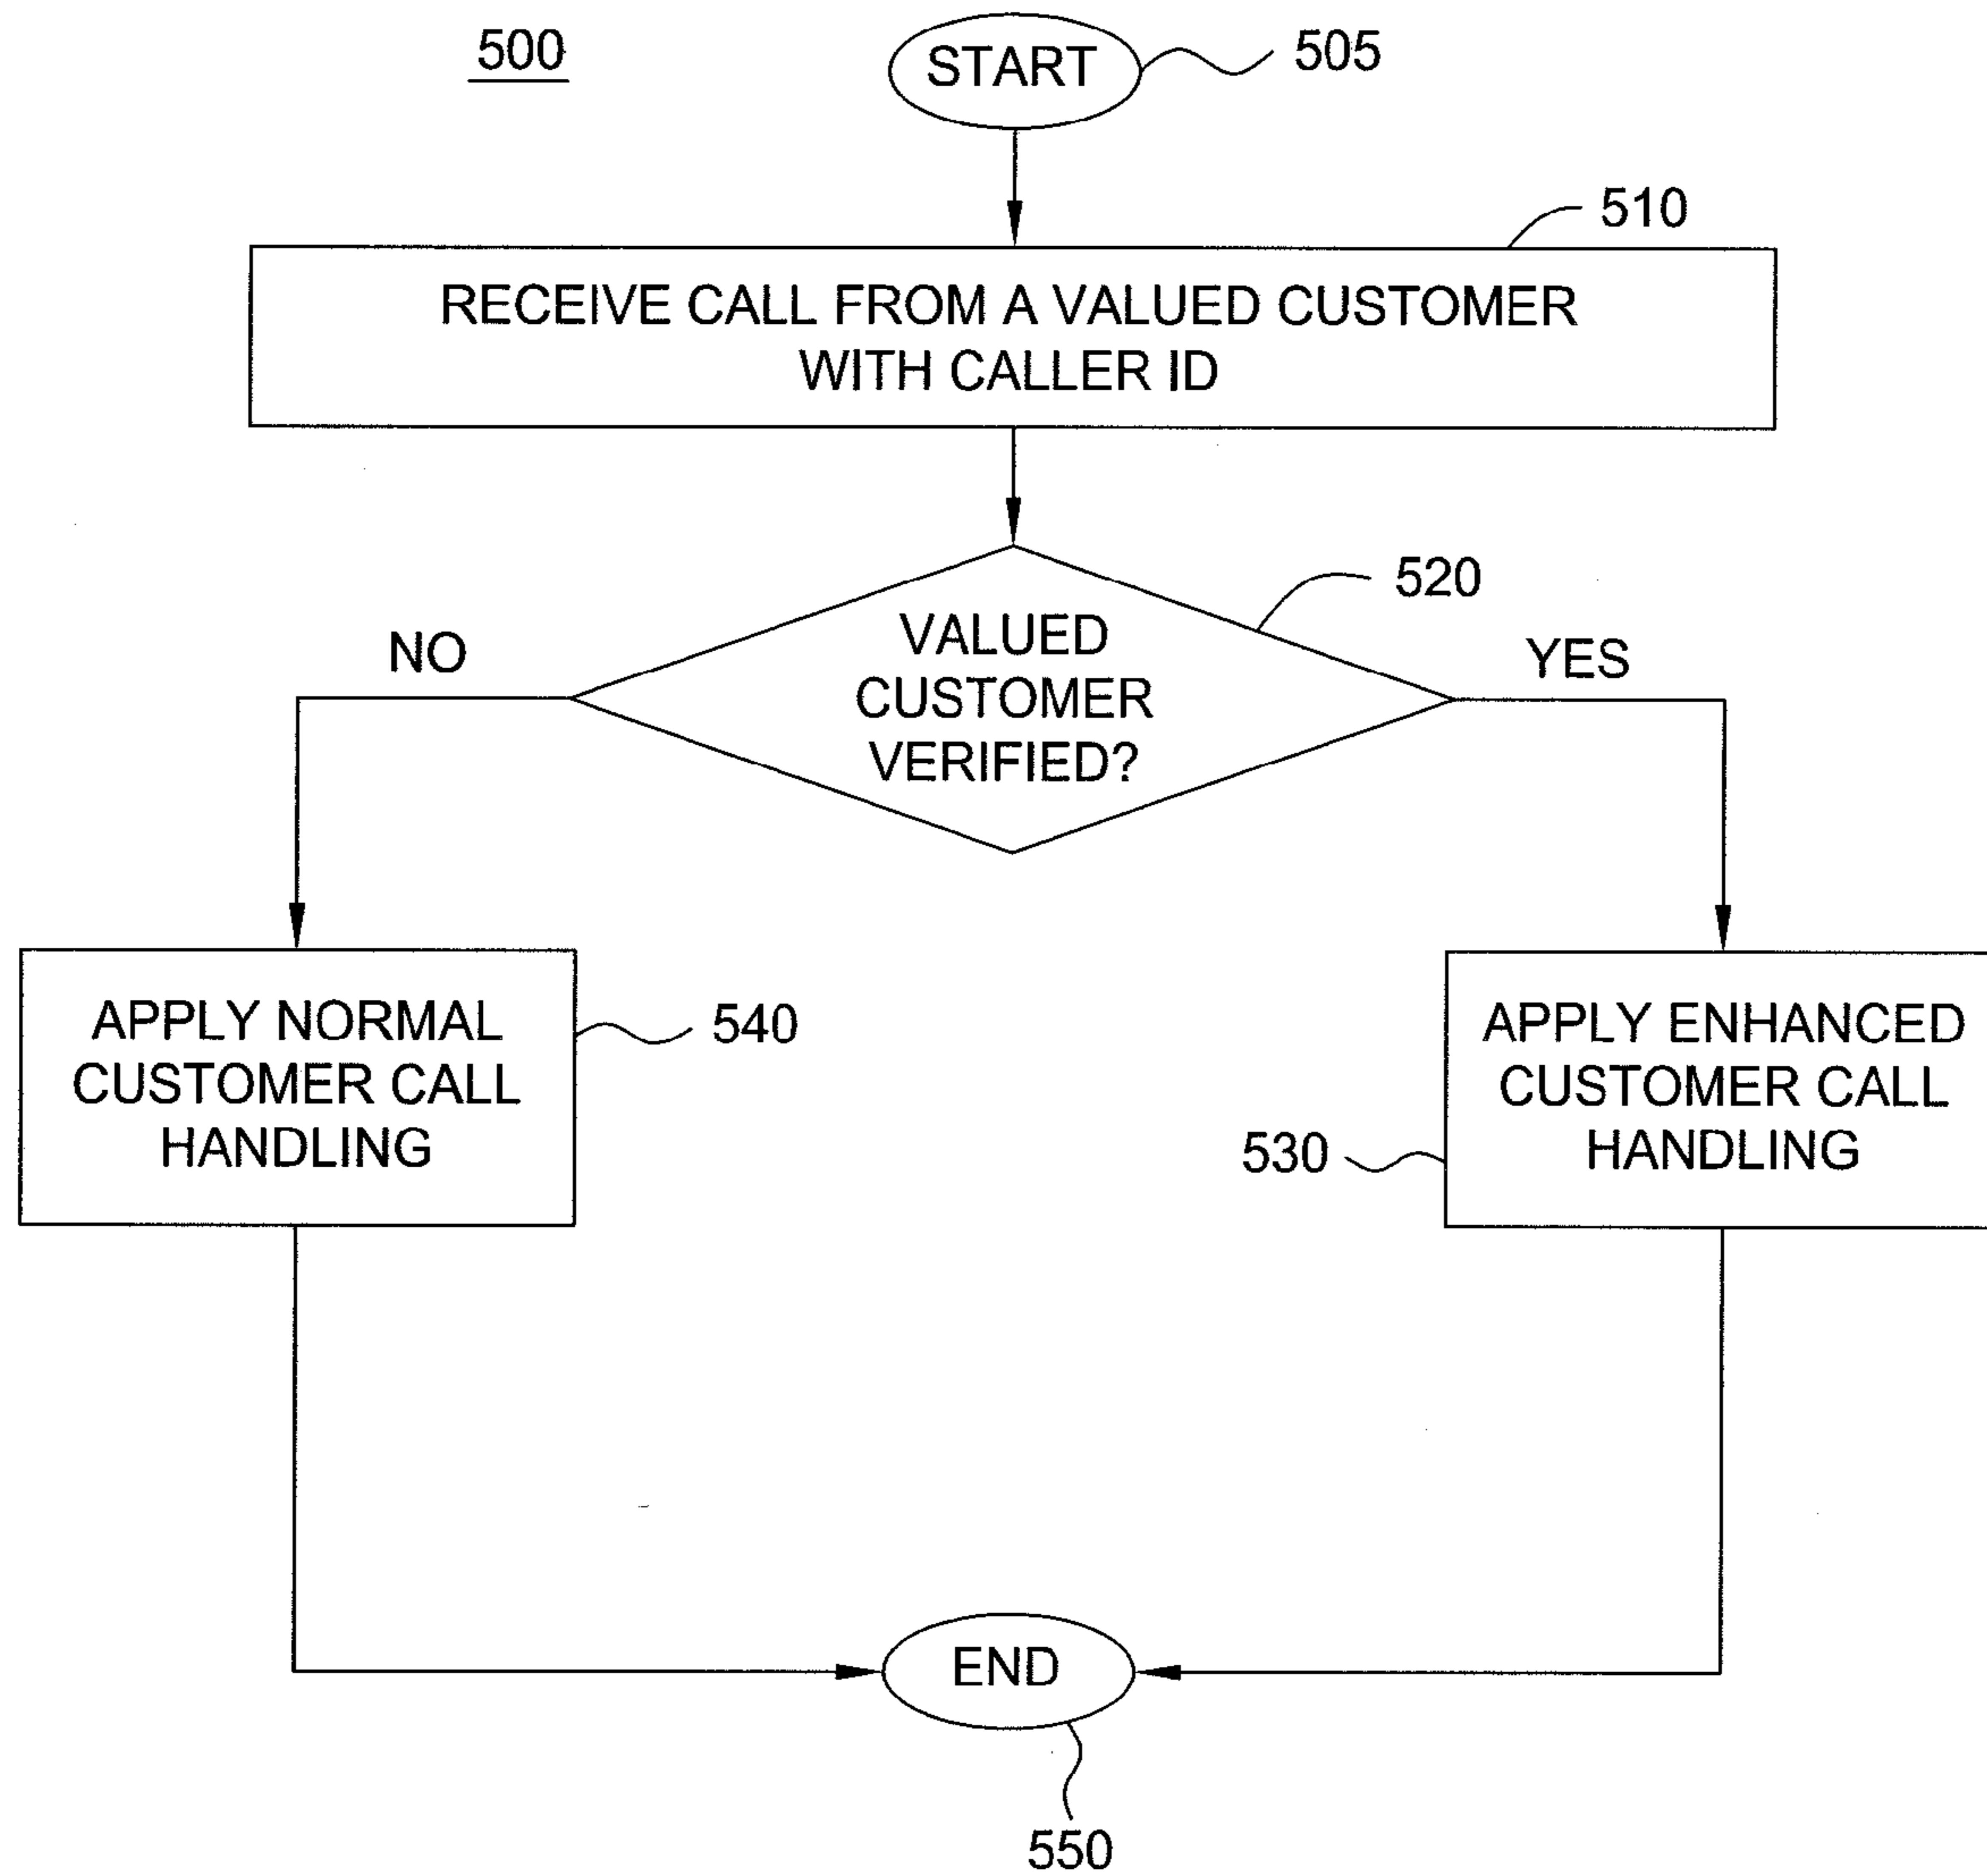 500
START
505
510
RECEIVE CALL FROM A VALUED CUSTOMER
WITH CALLER ID
520
NO
VALUED
CUSTOMER
VERIFIED?
YES
APPLY NORMAL
CUSTOMER CALL
HANDLING
540
APPLY ENHANCED
CUSTOMER CALL
HANDLING
530
END
550